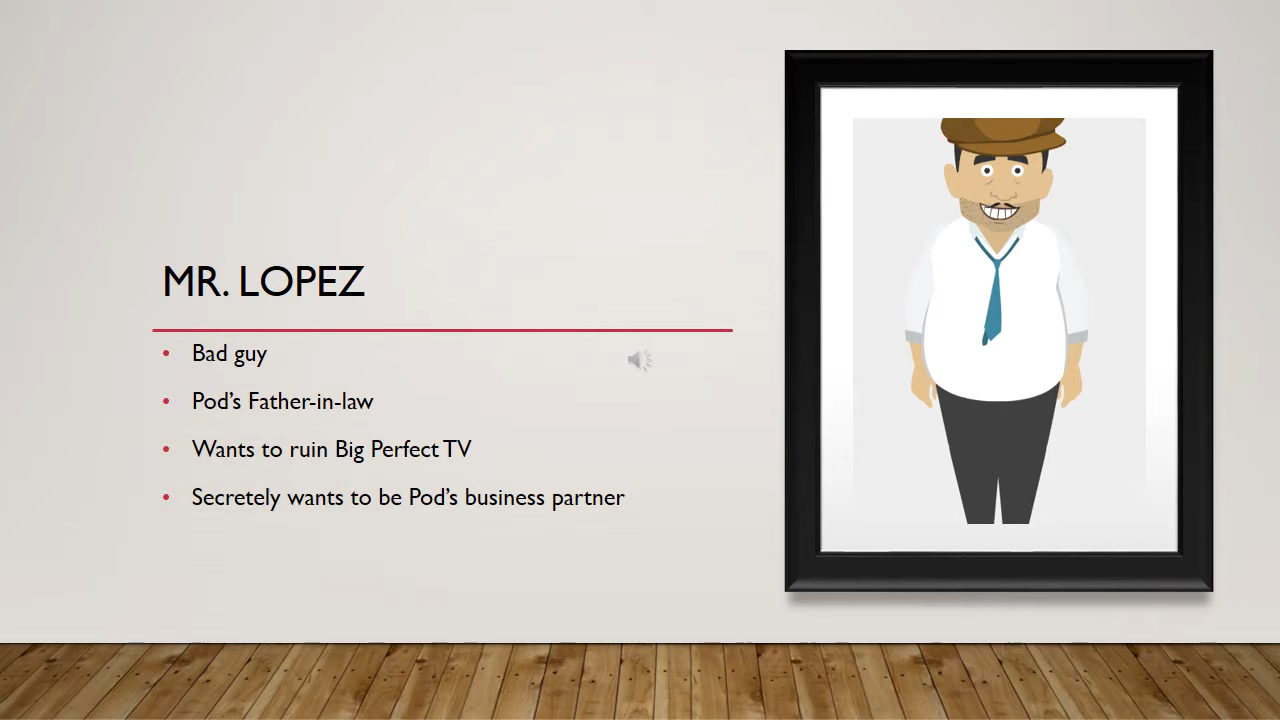 MR. LOPEZ
• Bad guy
• Pod's Father-in-law
• Wants to ruin Big Perfect TV
• Secretely wants to be Pod's business partner